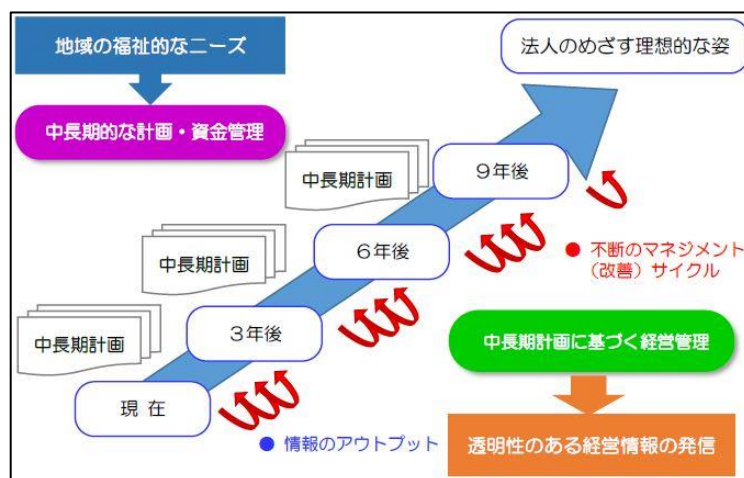 地域の福祉的なニーズ
法人のめざす理想的な姿
中長期的な計画・資金管理
中長期計画
9年後
中長期計画
6年後
● 不断のマネジメント
(改善)サイクル
中長期計画
3年後
中長期計画に基づく経営管理
現 在
● 情報のアウトプット
透明性のある経営情報の発信